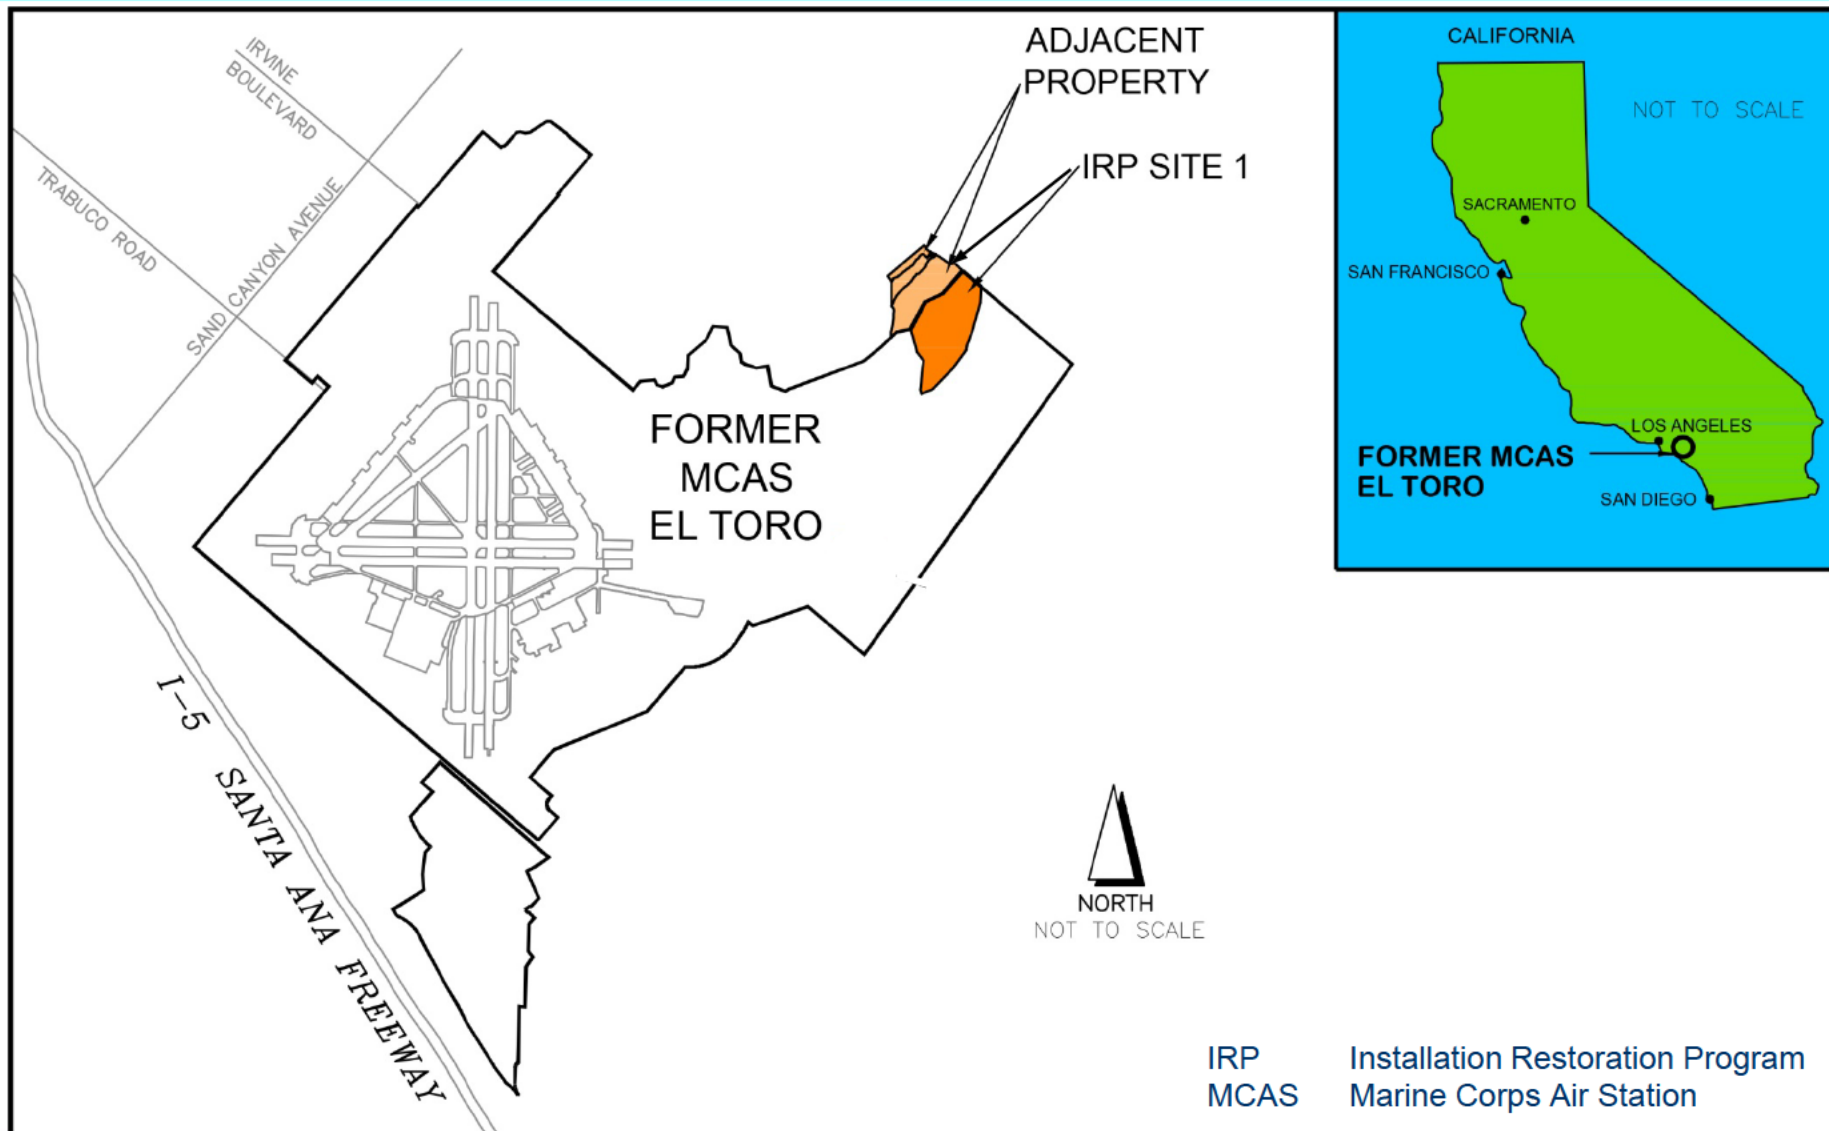 IRVINE
BOULEVARD
TRABUCO ROAD
SAND CANYON AVENUE
ADJACENT
PROPERTY
IRP SITE 1
FORMER
MCAS
EL TORO
I-5 SANTA ANA FREEWAY
NORTH
NOT TO SCALE
CALIFORNIA
NOT TO SCALE
SACRAMENTO
SAN FRANCISCO
LOS ANGELES
FORMER MCAS
EL TORO
SAN DIEGO
IRP Installation Restoration Program
MCAS Marine Corps Air Station